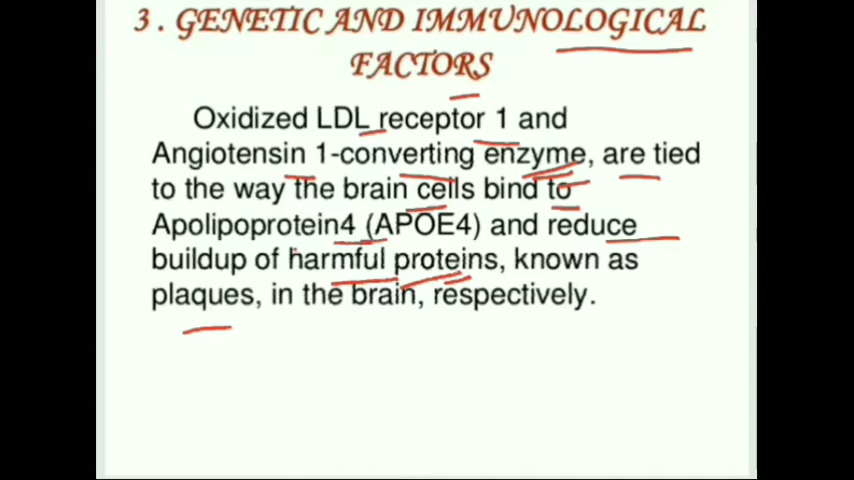 3 . GENETIC AND IMMUNOLOGICAL
FACTORS
Oxidized LDL receptor 1 and
Angiotensin 1-converting enzyme, are tied
to the way the brain cells bind to
Apolipoprotein4 (APOE4) and reduce
buildup of harmful proteins, known as
plaques, in the brain, respectively.